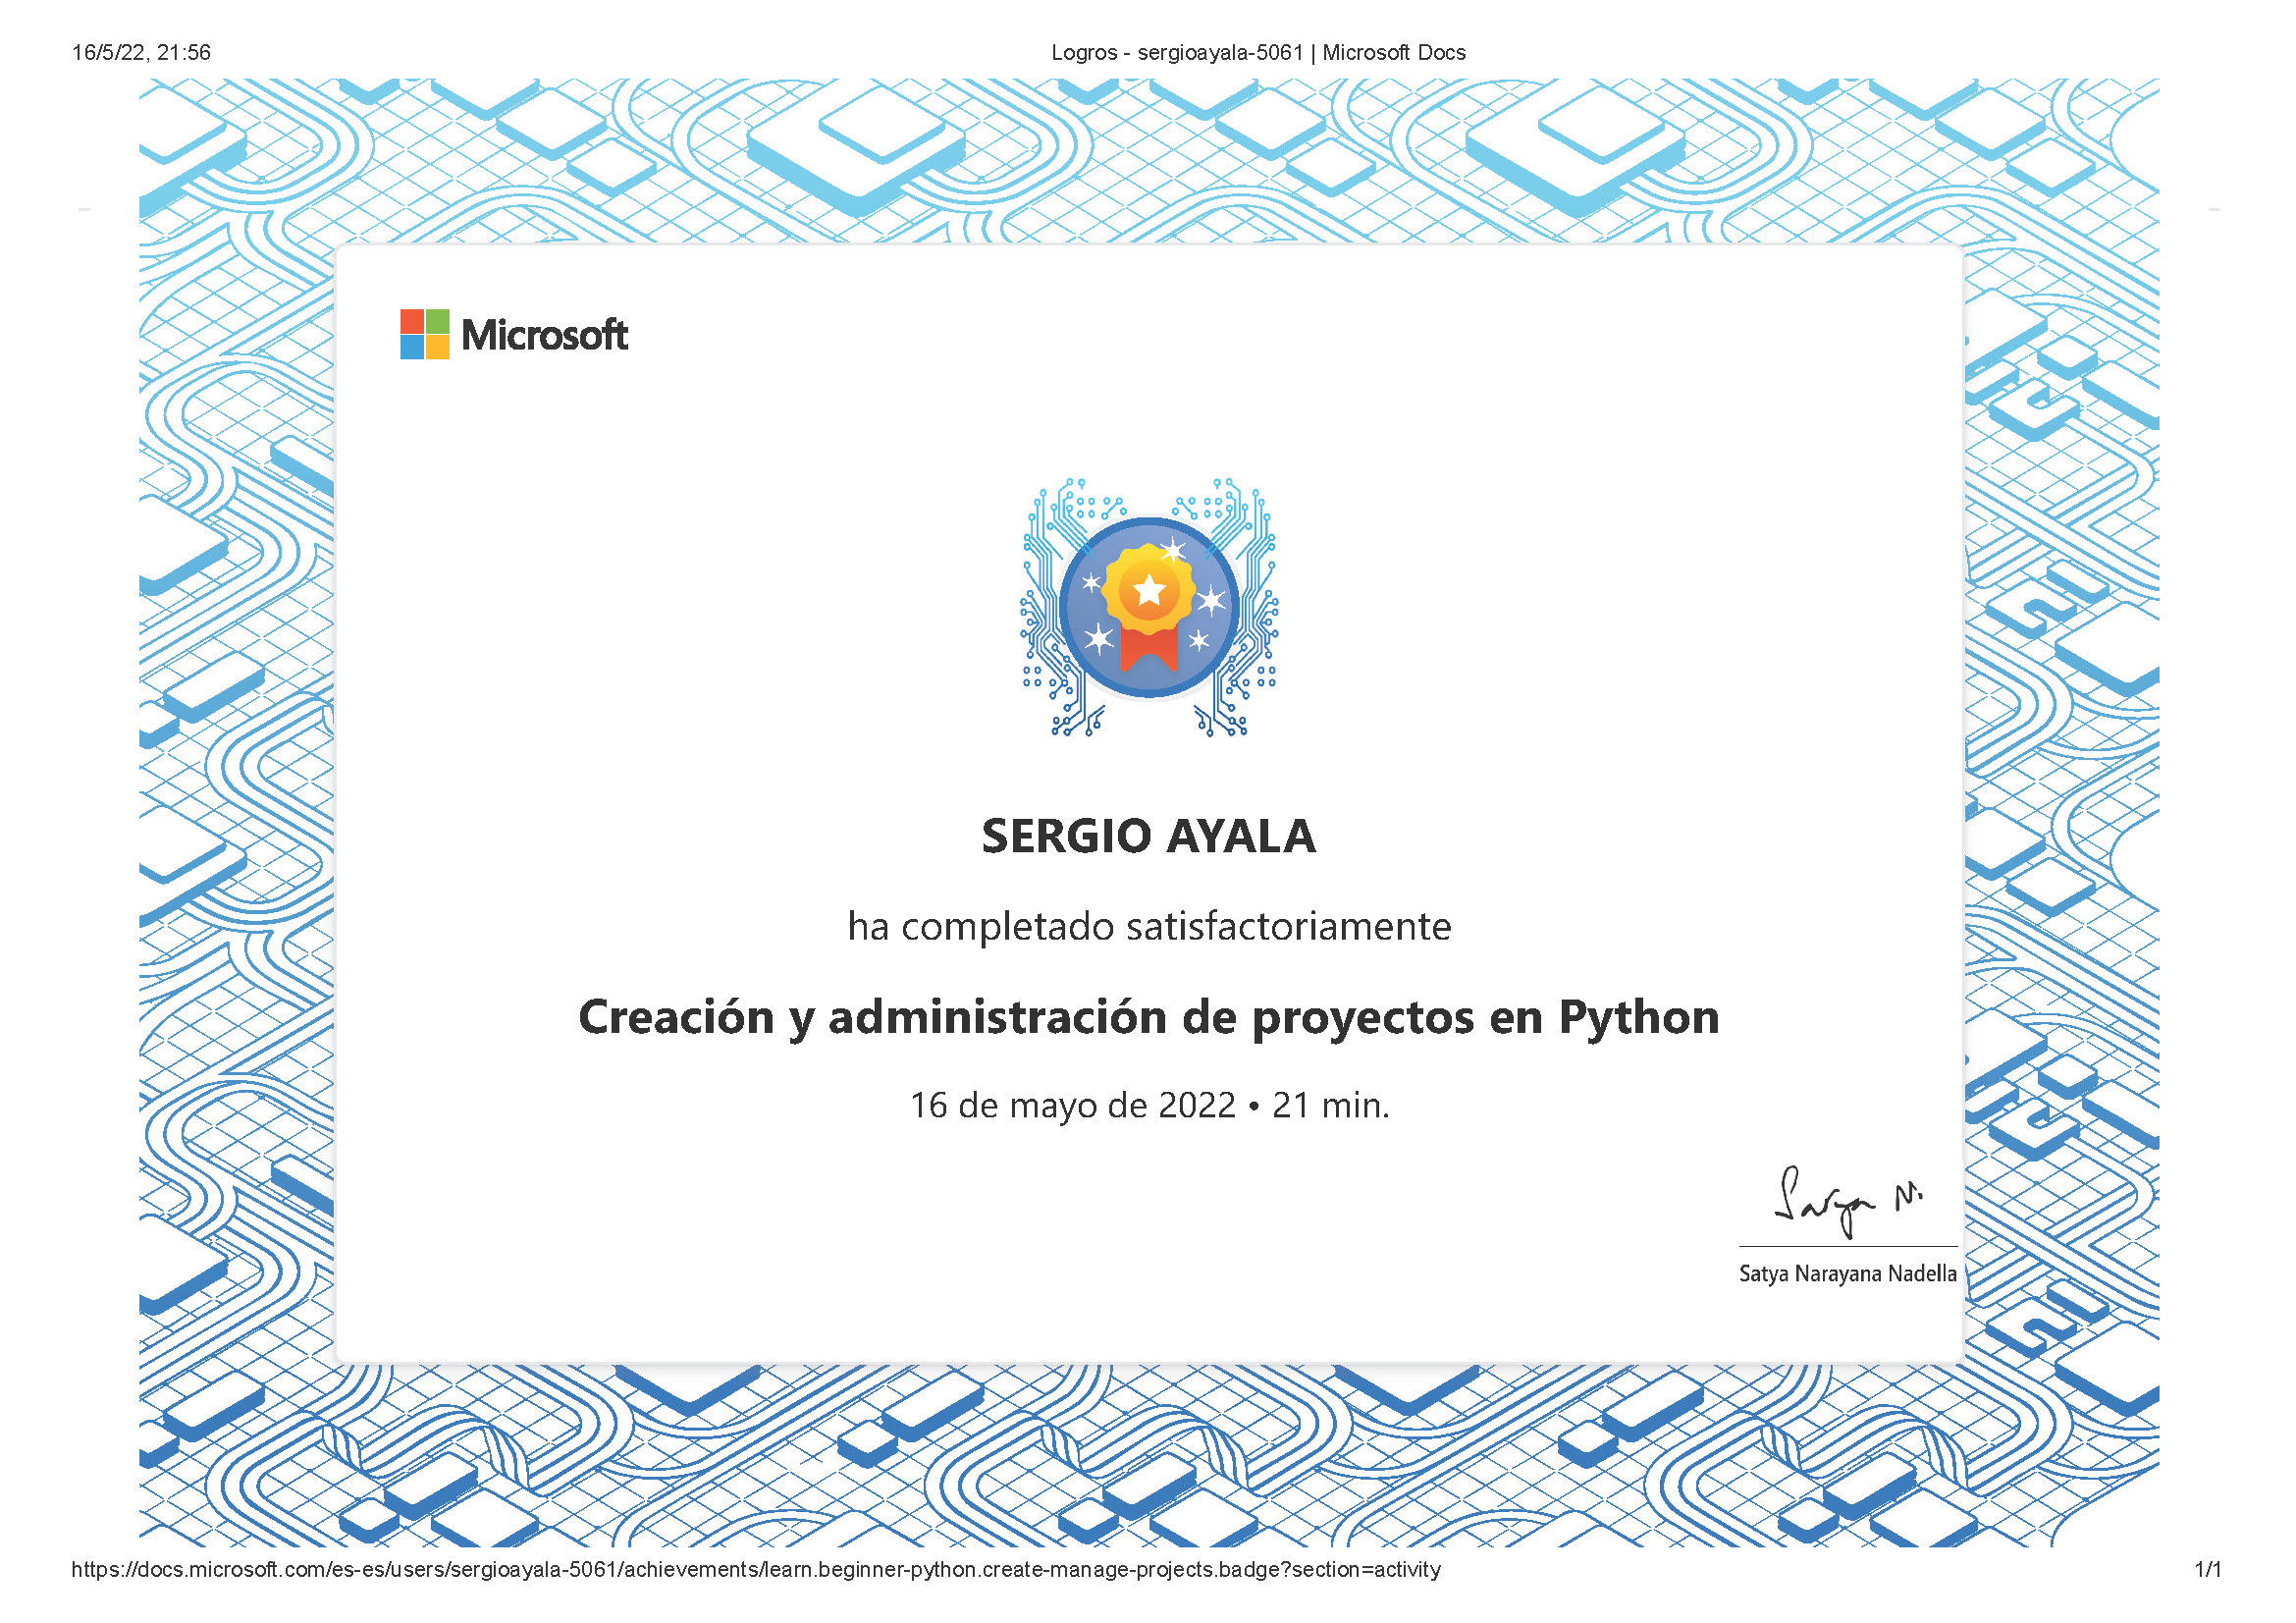 16/5/22, 21:56
Logros - sergioayala-5061 | Microsoft Docs
Microsoft
SERGIO AYALA
ha completado satisfactoriamente
Creación y administración de proyectos en Python
16 de mayo de 2022 • 21 min.
Satya N.
Satya Narayana Nadella
https://docs.microsoft.com/es-es/users/sergioayala-5061/achievements/learn.beginner-python.create-manage-projects.badge?section=activity
1/1